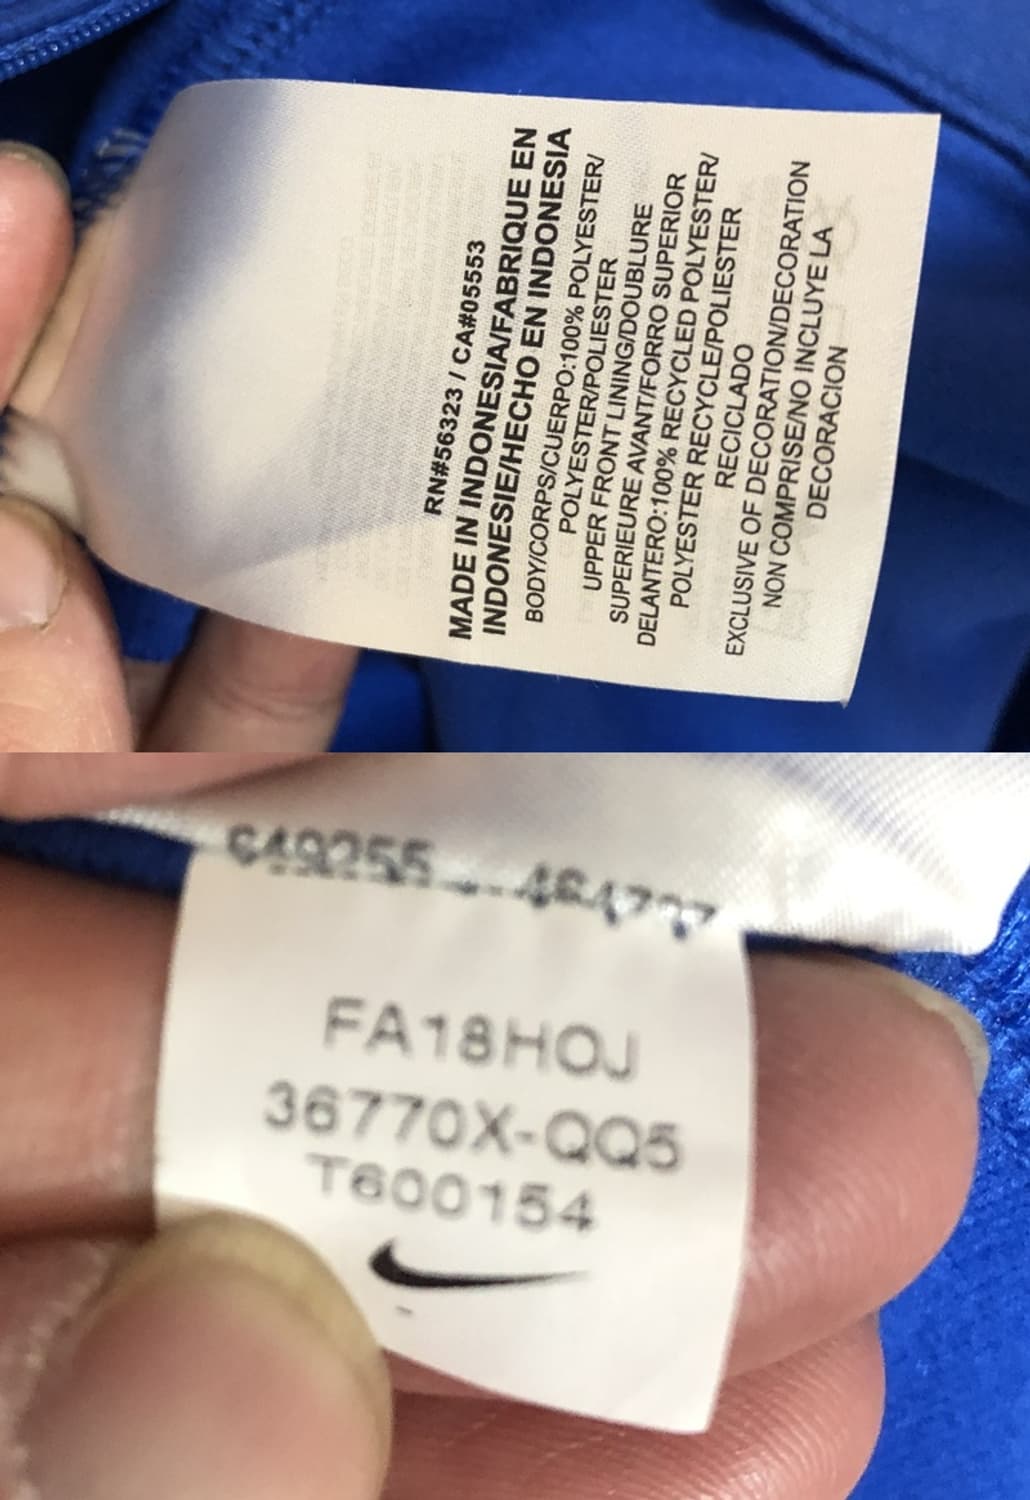 RN#56323 / CA#05553
MADE IN INDONESIA/FABRIQUE EN
INDONESIE/HECHO EN INDONESIA
BODY/CORPS/CUERPO:100% POLYESTER/
POLYESTER/POLIESTER
UPPER FRONT LINING/DOUBLURE
SUPERIEURE AVANT/FORRO SUPERIOR
DELANTERO:100% RECYCLED POLYESTER/
POLYESTER RECYCLE/POLIESTER
RECICLADO
EXCLUSIVE OF DECORATION/DECORATION
NON COMPRISE/NO INCLUYE LA
DECORACION
FA18HOJ
36770X-QQ5
T600154